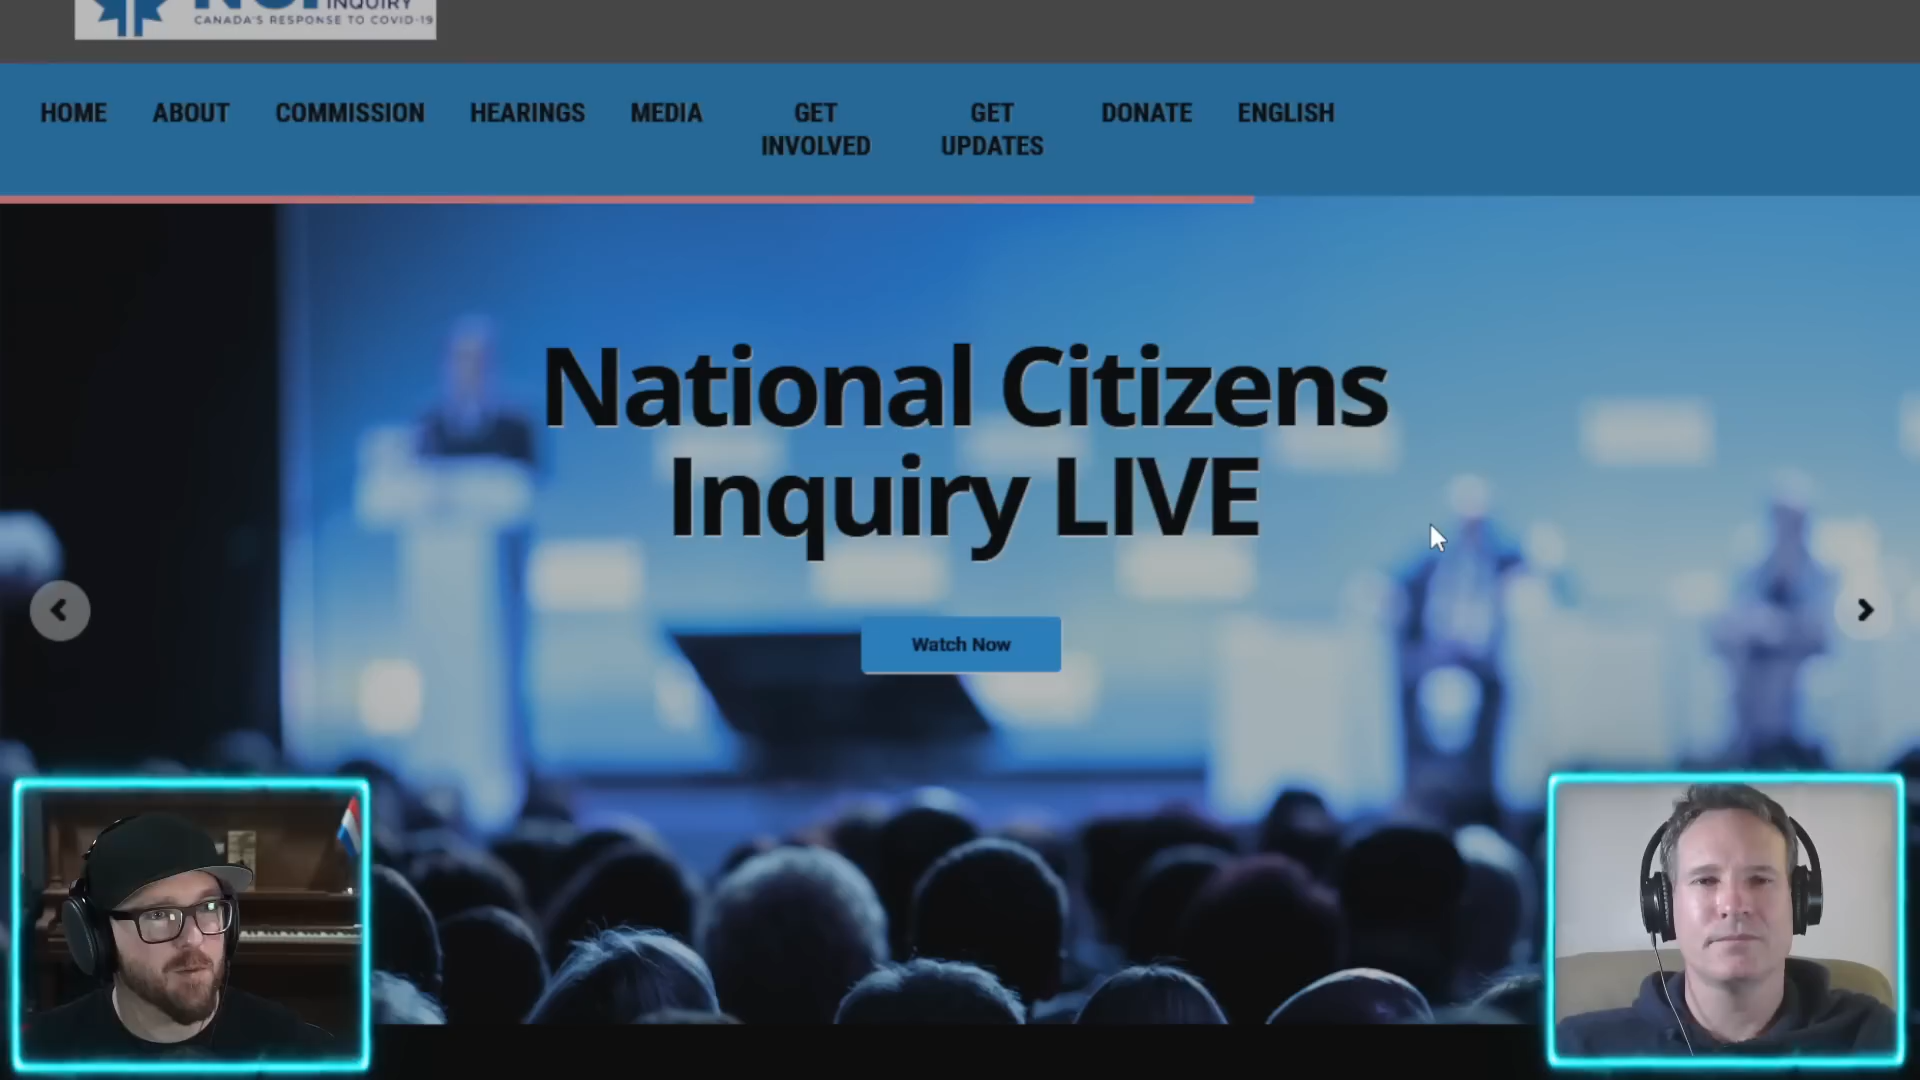 INQUIRY
CANADA'S RESPONSE TO COVID-19
HOME ABOUT COMMISSION HEARINGS MEDIA GET INVOLVED GET UPDATES DONATE ENGLISH
National Citizens
Inquiry LIVE
Watch Now